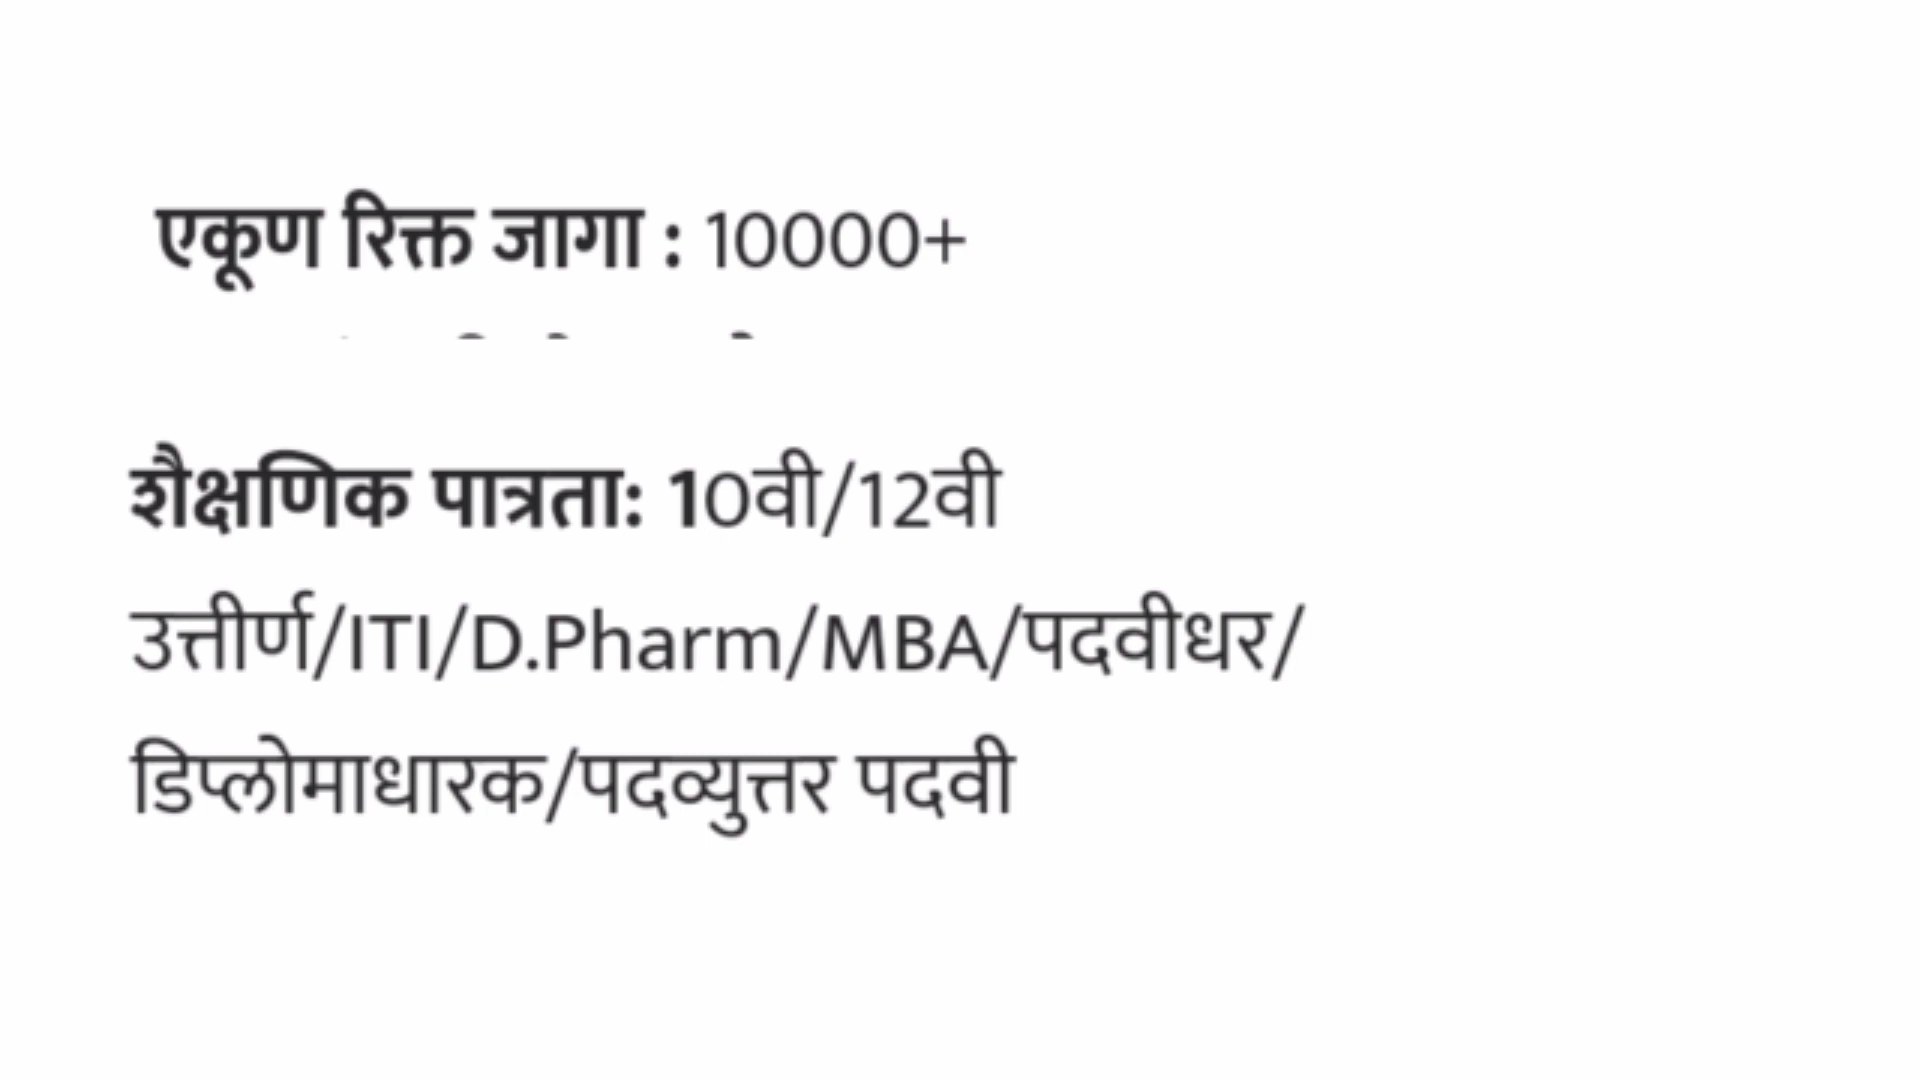 एकूण रिक्त जागा : 10000+
शैक्षणिक पात्रता: 10वी/12वी
उत्तीर्ण/ITI/D.Pharm/MBA/पदवीधर/
डिप्लोमाधारक/पदव्युत्तर पदवी